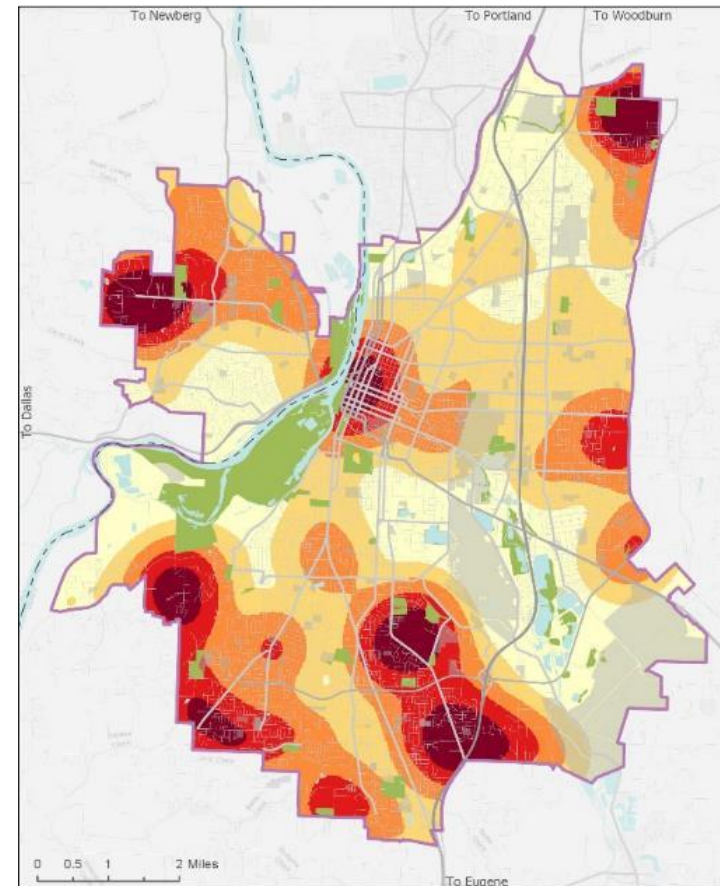 To Newberg
To Portland
To Woodburn
To Dallas
0 0.5 1 2 Miles
To Eugene